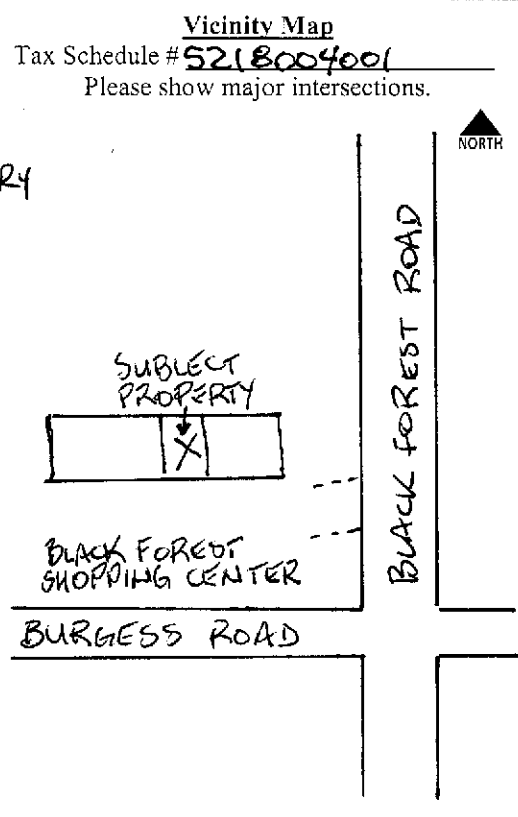 Vicinity Map
Tax Schedule # 5218004001
Please show major intersections.
NORTH
RY
BLACK FOREST ROAD
SUBLECT
PROPERTY
X
BLACK FOREST
SHOPPING CENTER
BURGESS ROAD